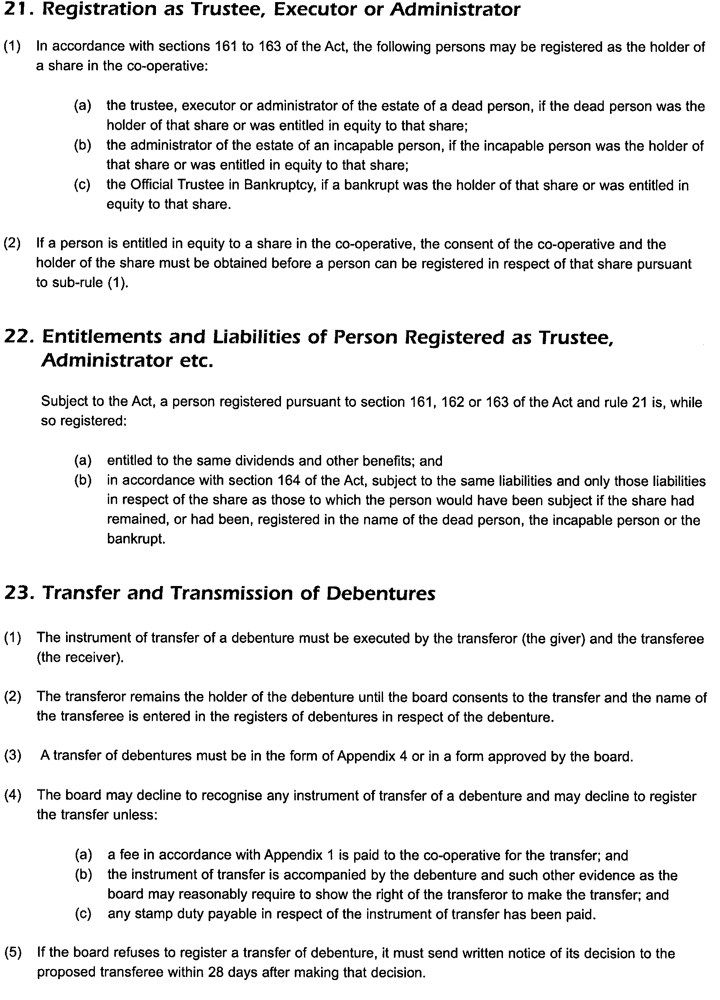 21. Registration as Trustee, Executor or Administrator
(1) In accordance with sections 161 to 163 of the Act, the following persons may be registered as the holder of
a share in the co-operative:
(a) the trustee, executor or administrator of the estate of a dead person, if the dead person was the
holder of that share or was entitled in equity to that share;
(b) the administrator of the estate of an incapable person, if the incapable person was the holder of
that share or was entitled in equity to that share;
(c) the Official Trustee in Bankruptcy, if a bankrupt was the holder of that share or was entitled in
equity to that share.
(2) If a person is entitled in equity to a share in the co-operative, the consent of the co-operative and the
holder of the share must be obtained before a person can be registered in respect of that share pursuant
to sub-rule (1).
22. Entitlements and Liabilities of Person Registered as Trustee,
Administrator etc.
Subject to the Act, a person registered pursuant to section 161, 162 or 163 of the Act and rule 21 is, while
so registered:
(a) entitled to the same dividends and other benefits; and
(b) in accordance with section 164 of the Act, subject to the same liabilities and only those liabilities
in respect of the share as those to which the person would have been subject if the share had
remained, or had been, registered in the name of the dead person, the incapable person or the
bankrupt.
23. Transfer and Transmission of Debentures
(1) The instrument of transfer of a debenture must be executed by the transferor (the giver) and the transferee
(the receiver).
(2) The transferor remains the holder of the debenture until the board consents to the transfer and the name of
the transferee is entered in the registers of debentures in respect of the debenture.
(3) A transfer of debentures must be in the form of Appendix 4 or in a form approved by the board.
(4) The board may decline to recognise any instrument of transfer of a debenture and may decline to register
the transfer unless:
(a) a fee in accordance with Appendix 1 is paid to the co-operative for the transfer; and
(b) the instrument of transfer is accompanied by the debenture and such other evidence as the
board may reasonably require to show the right of the transferor to make the transfer; and
(c) any stamp duty payable in respect of the instrument of transfer has been paid.
(5) If the board refuses to register a transfer of debenture, it must send written notice of its decision to the
proposed transferee within 28 days after making that decision.